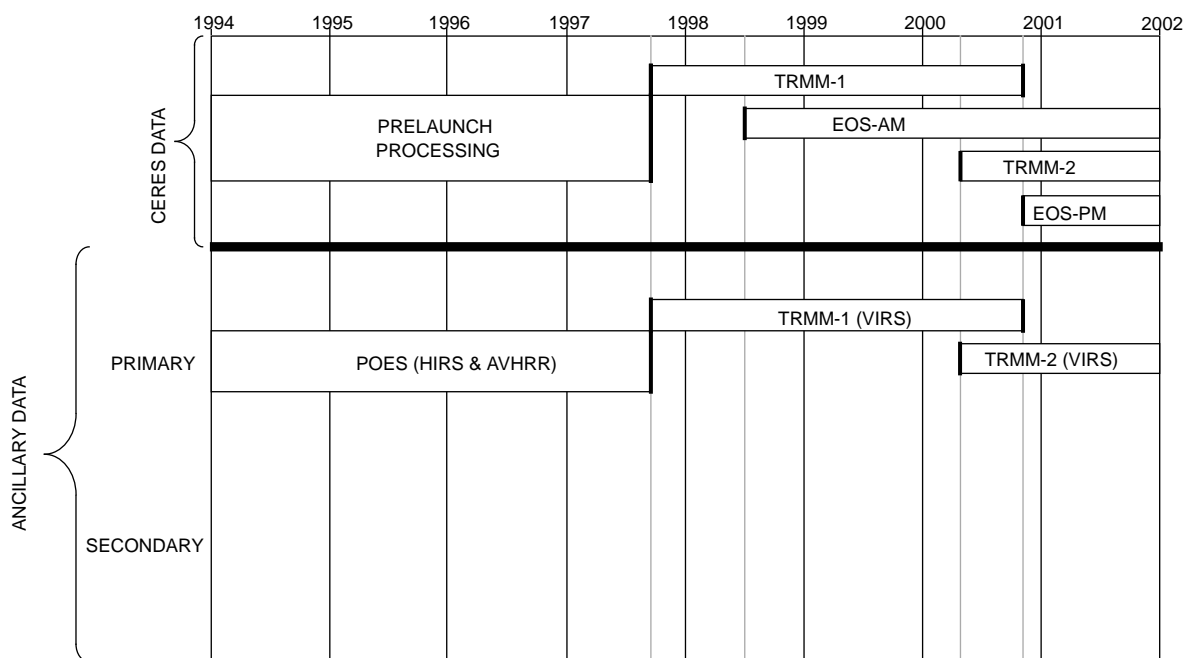 1994 1995 1996 1997 1998 1999 2000 2001 2002
CERES DATA
TRMM-1
PRELAUNCH
PROCESSING
EOS-AM
TRMM-2
EOS-PM
ANCILLARY DATA
PRIMARY
TRMM-1 (VIRS)
POES (HIRS & AVHRR)
TRMM-2 (VIRS)
SECONDARY